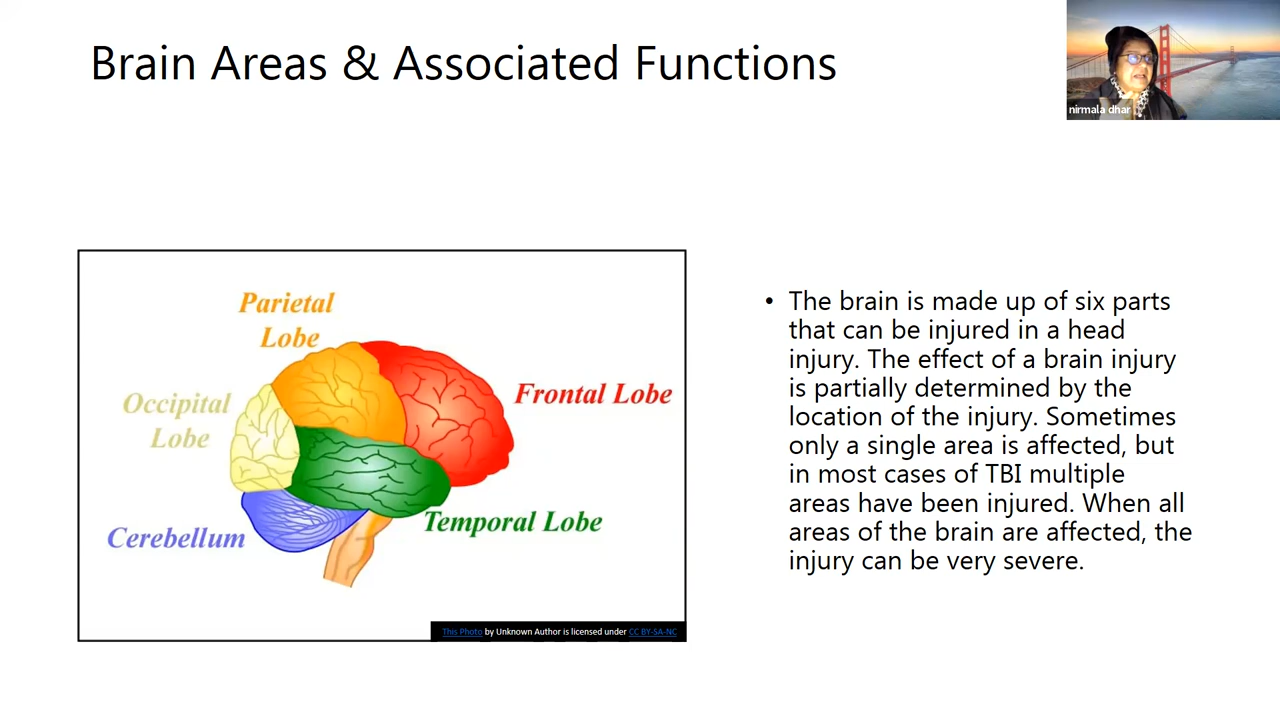 Brain Areas & Associated Functions
nirmala dhar
Parietal
Lobe
Occipital
Lobe
Frontal Lobe
Cerebellum
Temporal Lobe
This Photo by Unknown Author is licensed under CC BY-SA-NC
• The brain is made up of six parts
that can be injured in a head
injury. The effect of a brain injury
is partially determined by the
location of the injury. Sometimes
only a single area is affected, but
in most cases of TBI multiple
areas have been injured. When all
areas of the brain are affected, the
injury can be very severe.